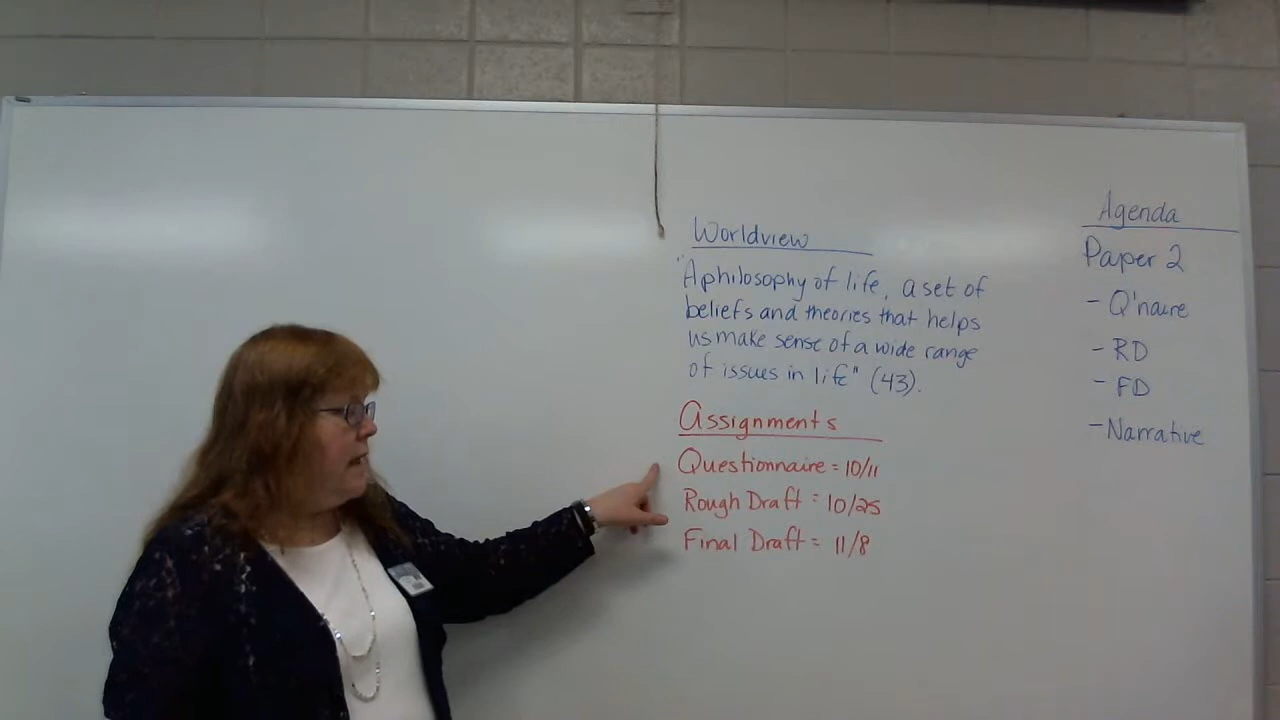 Worldview
"A philosophy of life, a set of
beliefs and theories that helps
us make sense of a wide range
of issues in life" (43).
Assignments
Questionnaire = 10/11
Rough Draft = 10/25
Final Draft = 11/8
Agenda
Paper 2
- Q'naire
- RD
- FD
- Narrative